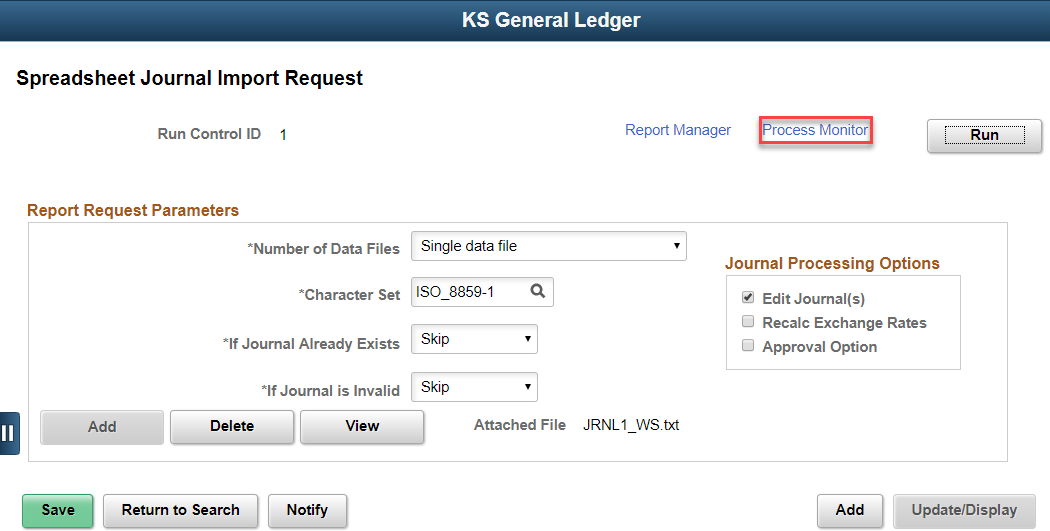 KS General Ledger
Spreadsheet Journal Import Request
Run Control ID 1 Report Manager Process Monitor Run
Report Request Parameters
*Number of Data Files Single data file
*Character Set ISO_8859-1
*If Journal Already Exists Skip
*If Journal is Invalid Skip
Journal Processing Options
Edit Journal(s)
Recalc Exchange Rates
Approval Option
Add Delete View Attached File JRNL1_WS.txt
Save Return to Search Notify Add Update/Display